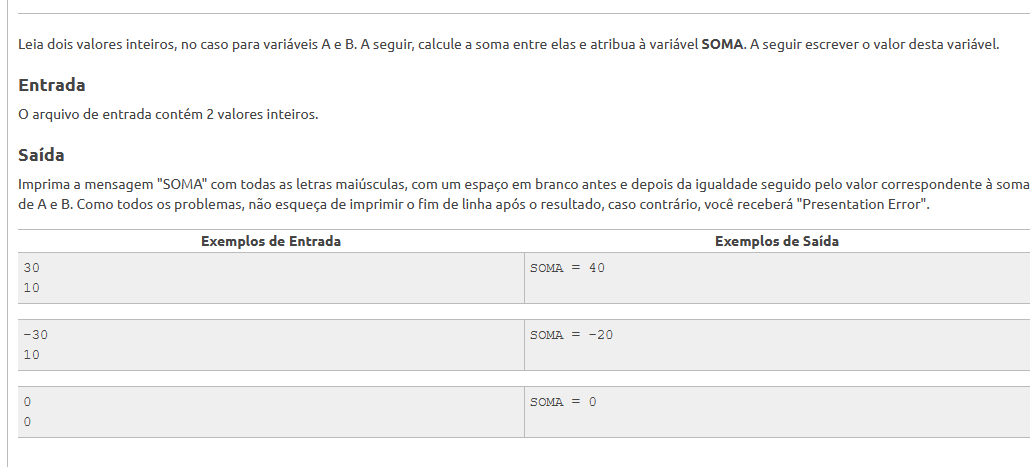 Leia dois valores inteiros, no caso para variáveis A e B. A seguir, calcule a soma entre elas e atribua à variável SOMA. A seguir escrever o valor desta variável.
Entrada
O arquivo de entrada contém 2 valores inteiros.
Saída
Imprima a mensagem "SOMA" com todas as letras maiúsculas, com um espaço em branco antes e depois da igualdade seguido pelo valor correspondente à soma
de A e B. Como todos os problemas, não esqueça de imprimir o fim de linha após o resultado, caso contrário, você receberá "Presentation Error".
Exemplos de Entrada Exemplos de Saída
30 SOMA = 40
10
-30 SOMA = -20
10
0 SOMA = 0
0